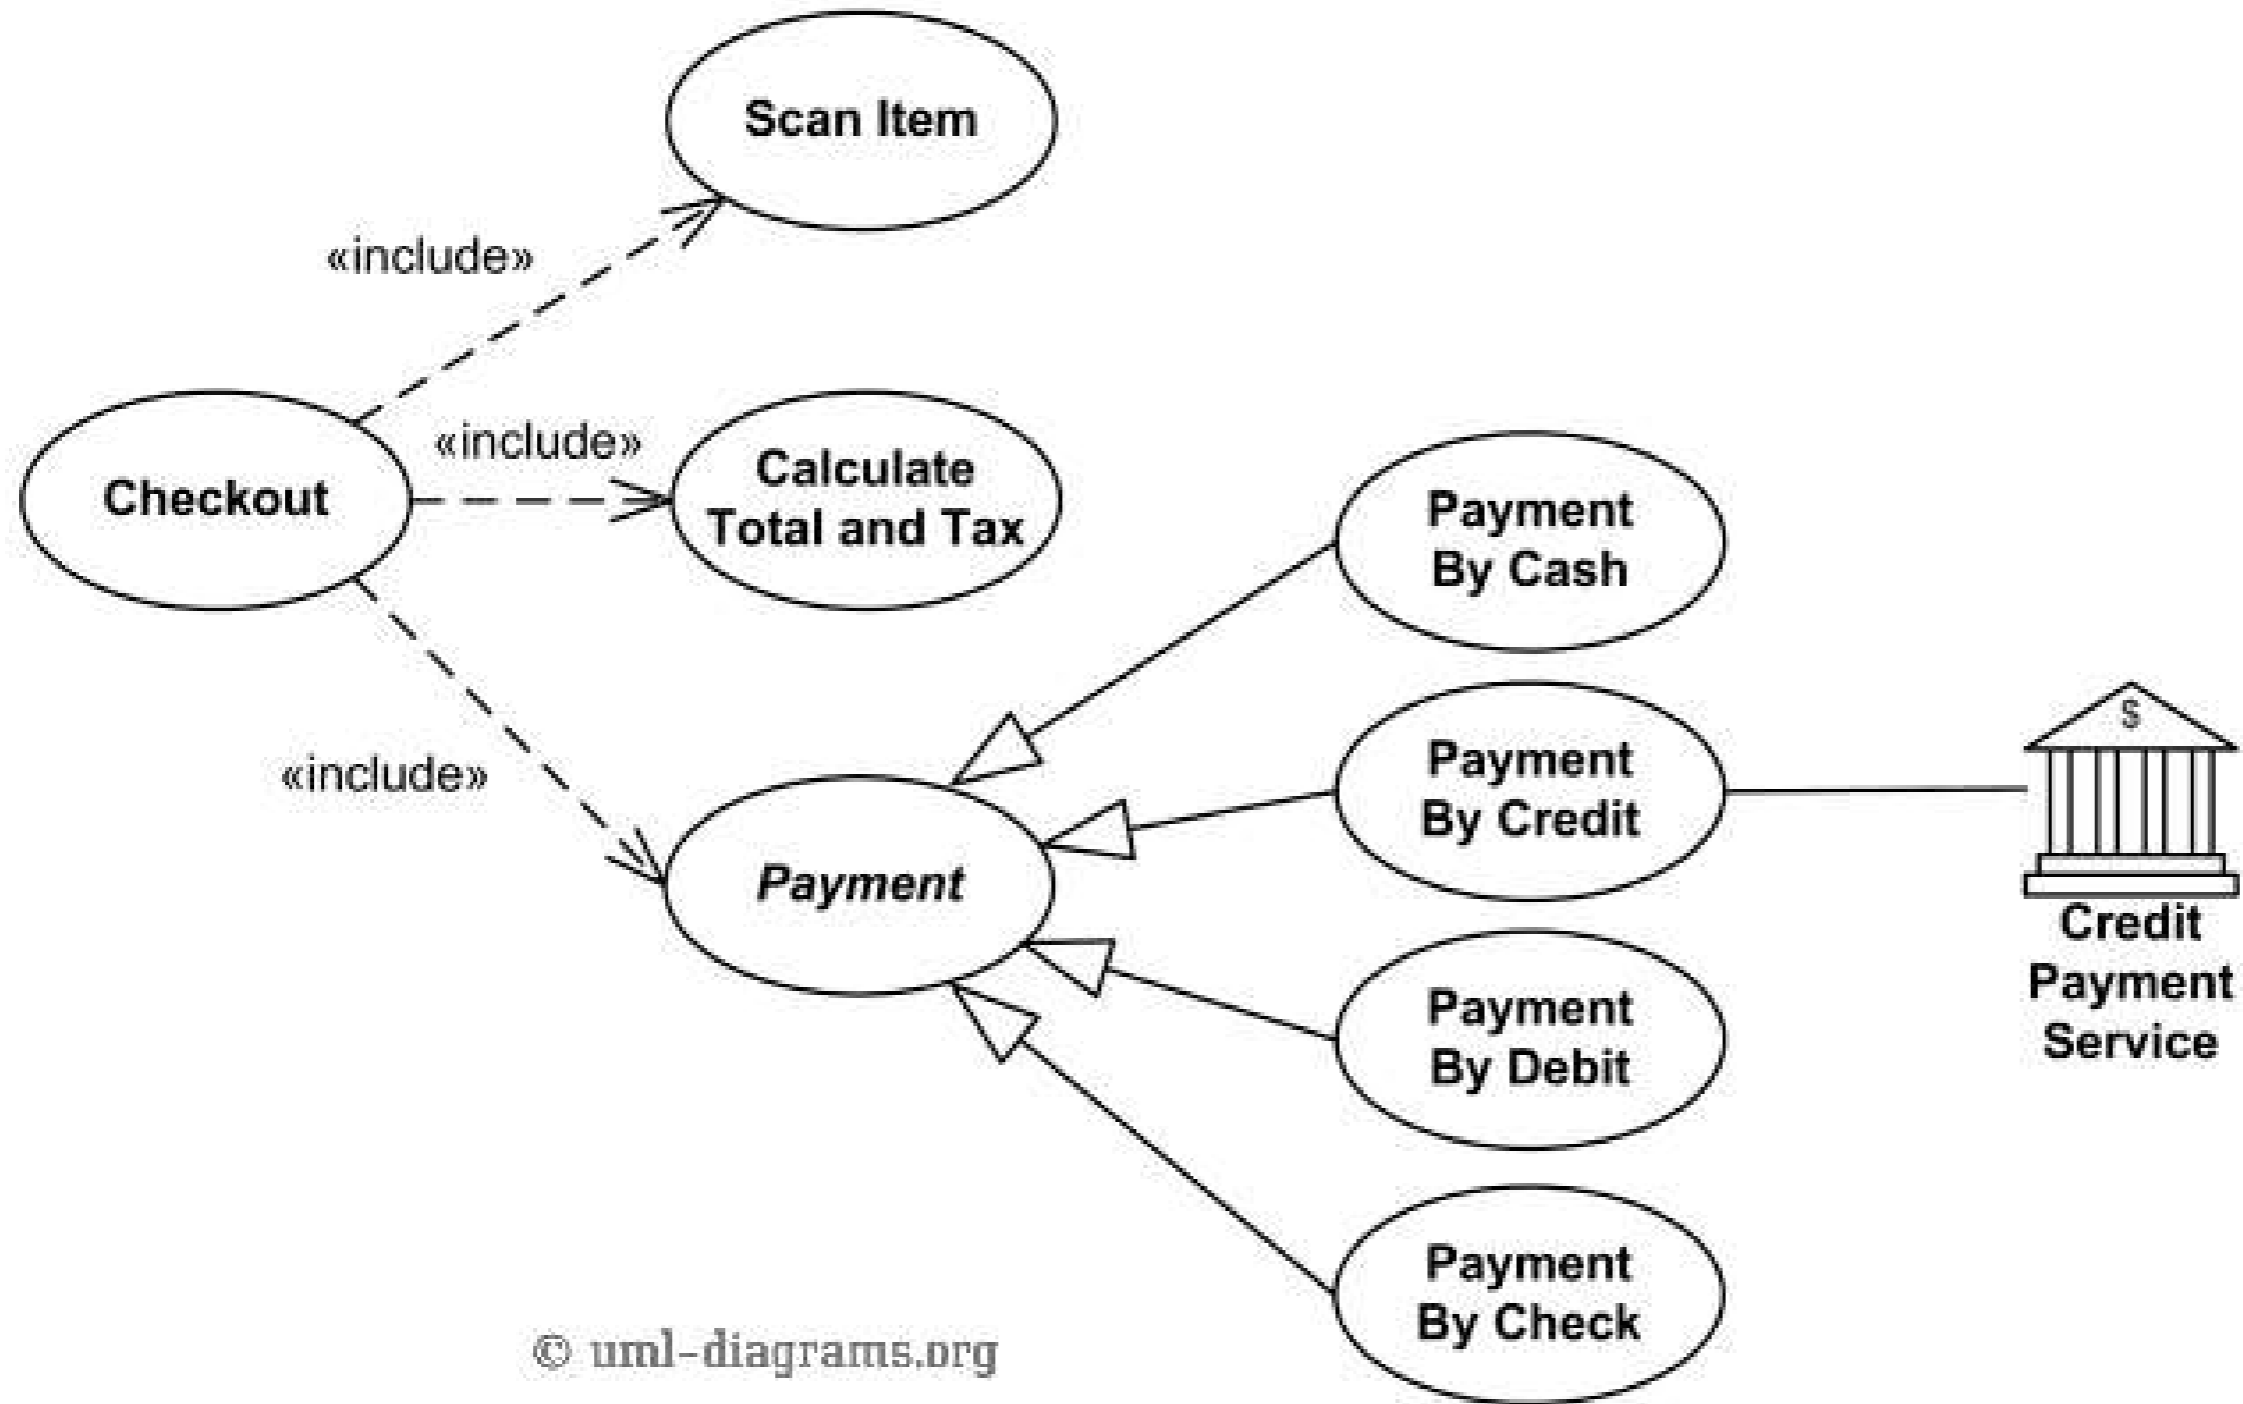 Scan Item
«include»
«include»
Checkout
Calculate
Total and Tax
Payment
By Cash
«include»
Payment
By Credit
$
Payment
Credit
Payment
Service
Payment
By Debit
Payment
By Check
© uml-diagrams.org